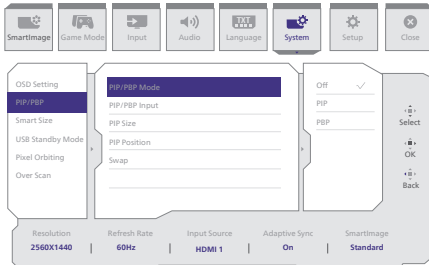 SmartImage
Game Mode
Input
Audio
TXT
Language
System
Setup
Close
OSD Setting
PIP/PBP
Smart Size
USB Standby Mode
Pixel Orbiting
Over Scan
PIP/PBP Mode
PIP/PBP Input
PIP Size
PIP Position
Swap
Off
PIP
PBP
Select
OK
Back
Resolution
Refresh Rate
Input Source
Adaptive Sync
SmartImage
2560X1440
60Hz
HDMI 1
On
Standard